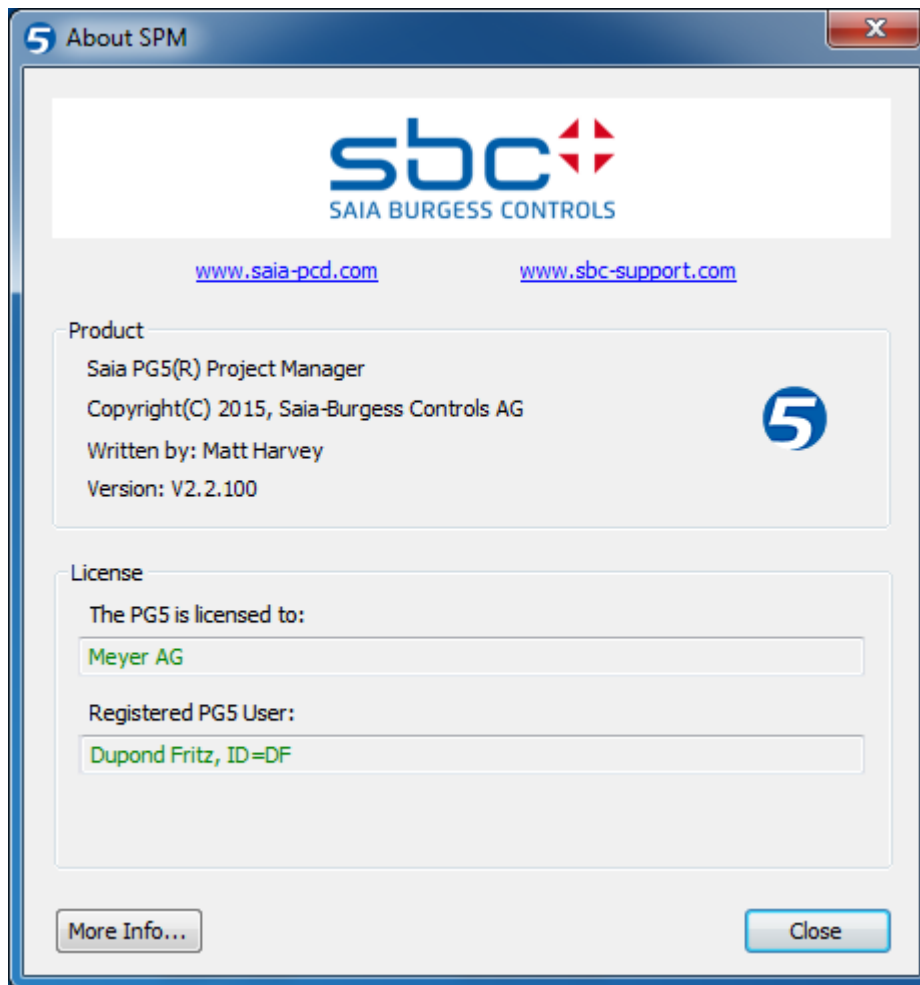 5 About SPM
x
sbc
SAIA BURGESS CONTROLS
www.saia-pcd.com www.sbc-support.com
Product
Saia PG5(R) Project Manager
Copyright(C) 2015, Saia-Burgess Controls AG
5
Written by: Matt Harvey
Version: V2.2.100
License
The PG5 is licensed to:
Meyer AG
Registered PG5 User:
Dupond Fritz, ID=DF
More Info... Close